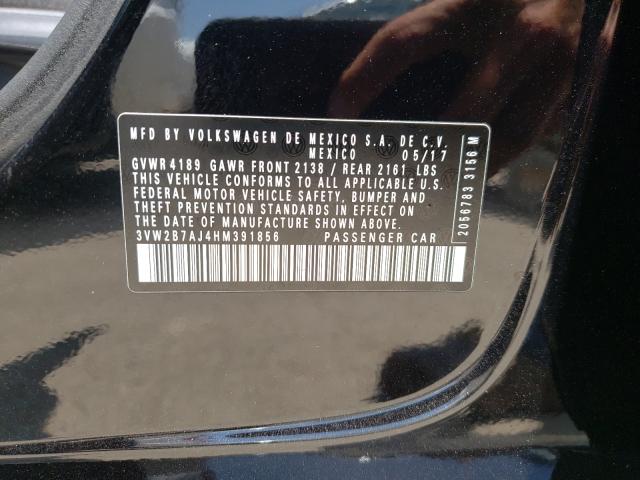 MFD BY VOLKSWAGEN DE MEXICO S.A. DE C.V.
MEXICO 05/17
GVWR 4189 GAWR FRONT 2138 / REAR 2161 LBS
THIS VEHICLE CONFORMS TO ALL APPLICABLE U.S.
FEDERAL MOTOR VEHICLE SAFETY, BUMPER AND
THEFT PREVENTION STANDARDS IN EFFECT ON
THE DATE OF MANUFACTURE SHOWN ABOVE.
3VW2B7AJ4HM391856 PASSENGER CAR
2056783 3156 M